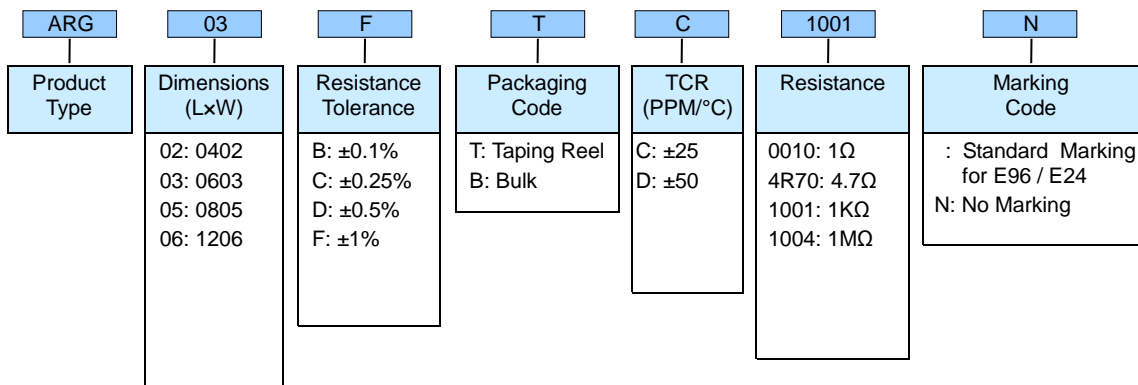 ARG 03 F T C 1001 N
Product Type
Dimensions (L×W)
Resistance Tolerance
Packaging Code
TCR (PPM/°C)
Resistance
Marking Code
02: 0402
03: 0603
05: 0805
06: 1206
B: ±0.1%
C: ±0.25%
D: ±0.5%
F: ±1%
T: Taping Reel
B: Bulk
C: ±25
D: ±50
0010: 1Ω
4R70: 4.7Ω
1001: 1KΩ
1004: 1MΩ
: Standard Marking
for E96 / E24
N: No Marking